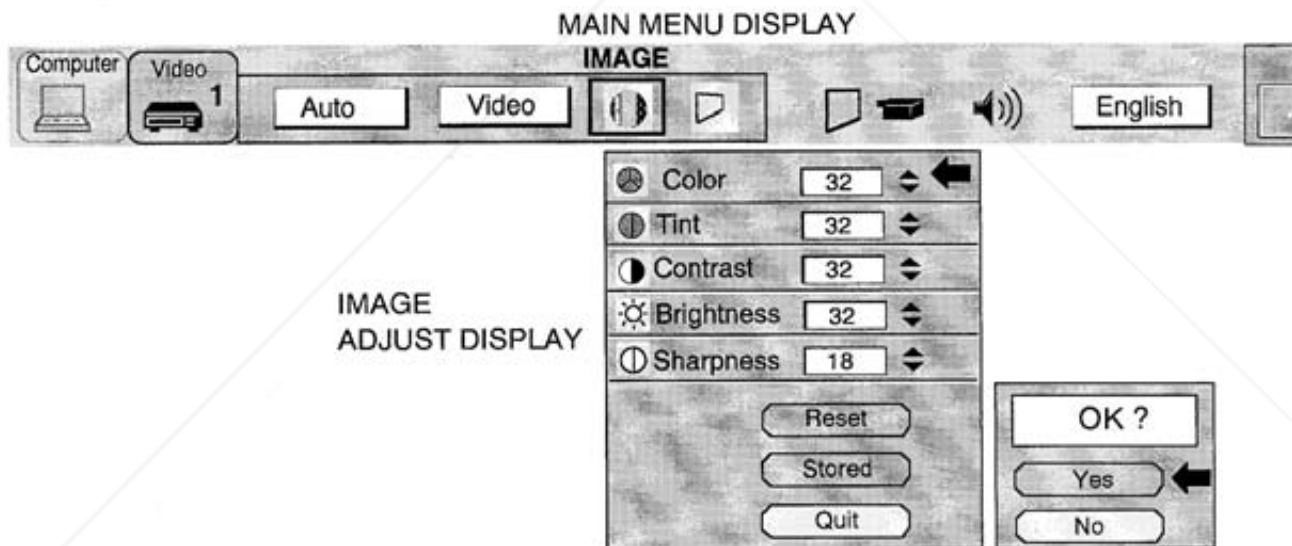 MAIN MENU DISPLAY
IMAGE
Computer
Video
1
Auto
Video
English
Color 32
Tint 32
Contrast 32
Brightness 32
Sharpness 18
IMAGE
ADJUST DISPLAY
Reset
Stored
Quit
OK ?
Yes
No